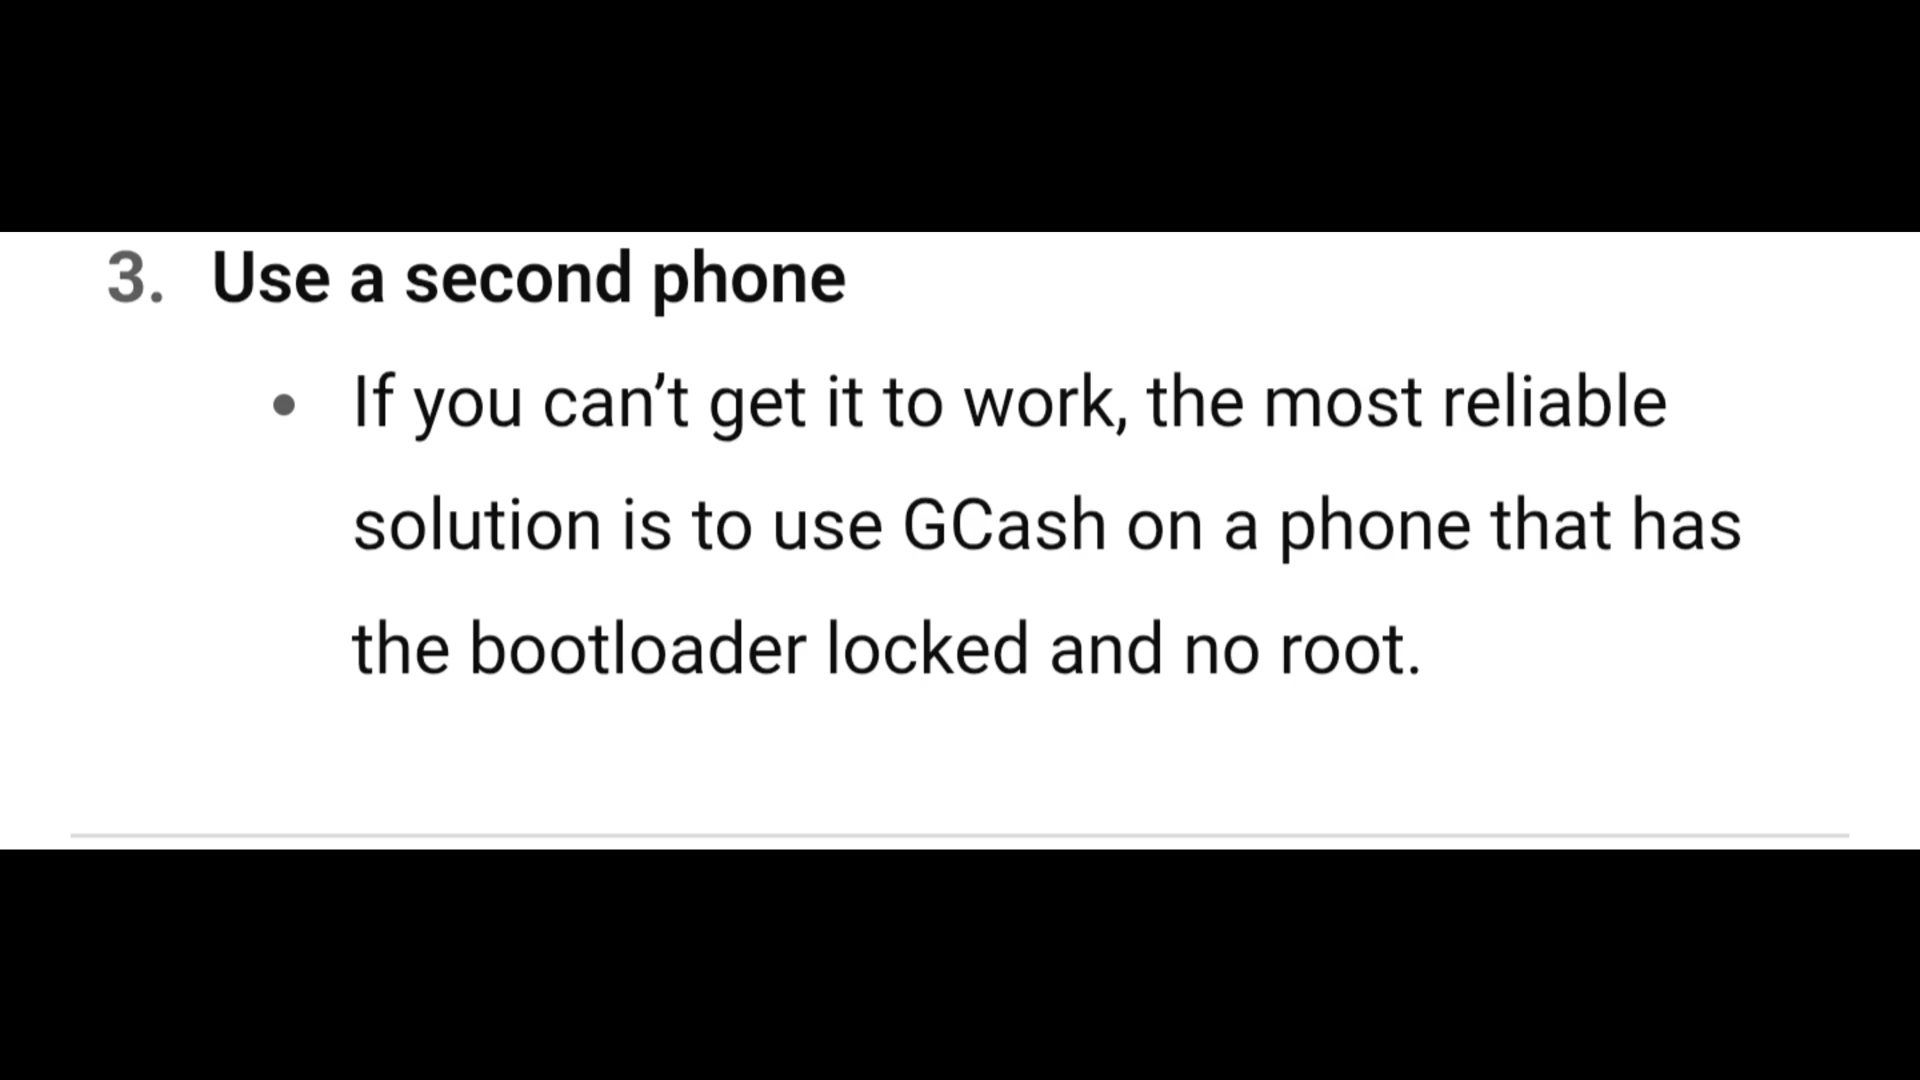 3. Use a second phone
• If you can’t get it to work, the most reliable
solution is to use GCash on a phone that has
the bootloader locked and no root.